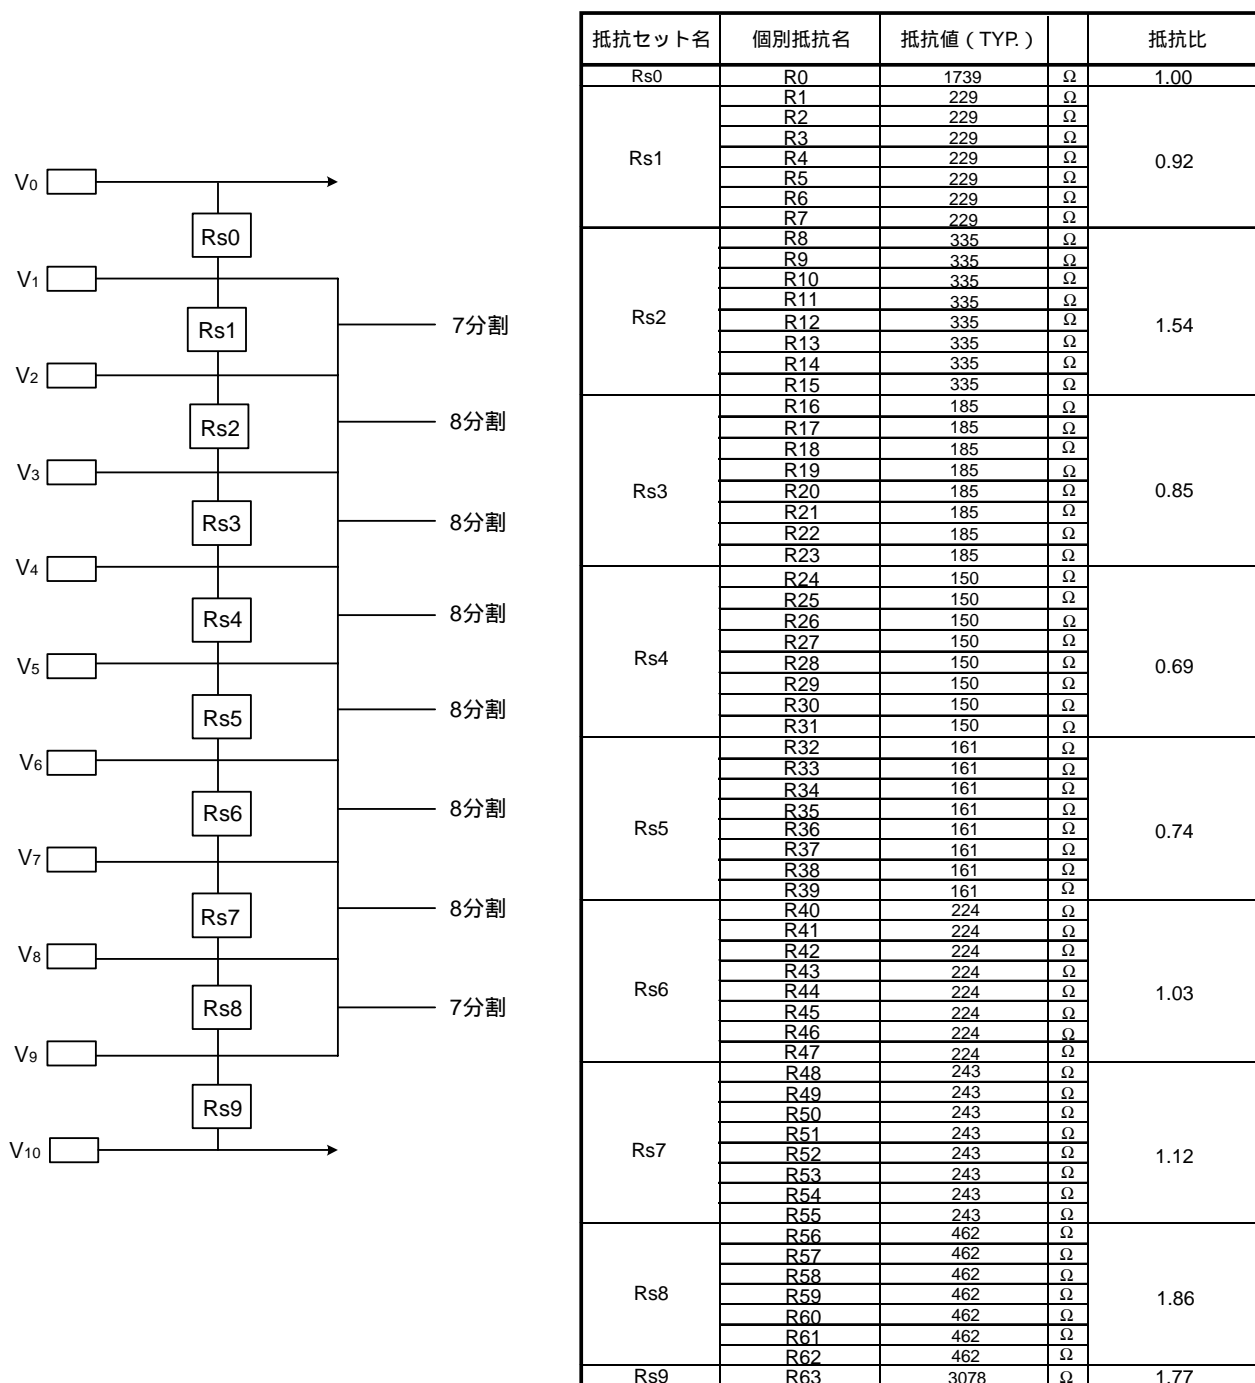 V0
Rs0
V1
Rs1
7分割
V2
Rs2
8分割
V3
Rs3
8分割
V4
Rs4
8分割
V5
Rs5
8分割
V6
Rs6
8分割
V7
Rs7
8分割
V8
Rs8
7分割
V9
Rs9
V10
抵抗セット名 個別抵抗名 抵抗値(TYP.) 抵抗比
Rs0 R0 1739 Ω 1.00
R1 229 Ω
R2 229 Ω
R3 229 Ω
Rs1 R4 229 Ω 0.92
R5 229 Ω
R6 229 Ω
R7 229 Ω
R8 335 Ω
R9 335 Ω
R10 335 Ω
R11 335 Ω
Rs2 R12 335 Ω 1.54
R13 335 Ω
R14 335 Ω
R15 335 Ω
R16 185 Ω
R17 185 Ω
R18 185 Ω
R19 185 Ω
Rs3 R20 185 Ω 0.85
R21 185 Ω
R22 185 Ω
R23 185 Ω
R24 150 Ω
R25 150 Ω
R26 150 Ω
R27 150 Ω
Rs4 R28 150 Ω 0.69
R29 150 Ω
R30 150 Ω
R31 150 Ω
R32 161 Ω
R33 161 Ω
R34 161 Ω
R35 161 Ω
Rs5 R36 161 Ω 0.74
R37 161 Ω
R38 161 Ω
R39 161 Ω
R40 224 Ω
R41 224 Ω
R42 224 Ω
R43 224 Ω
Rs6 R44 224 Ω 1.03
R45 224 Ω
R46 224 Ω
R47 224 Ω
R48 243 Ω
R49 243 Ω
R50 243 Ω
R51 243 Ω
Rs7 R52 243 Ω 1.12
R53 243 Ω
R54 243 Ω
R55 243 Ω
R56 462 Ω
R57 462 Ω
R58 462 Ω
Rs8 R59 462 Ω 1.86
R60 462 Ω
R61 462 Ω
R62 462 Ω
Rs9 R63 3078 Ω 1.77